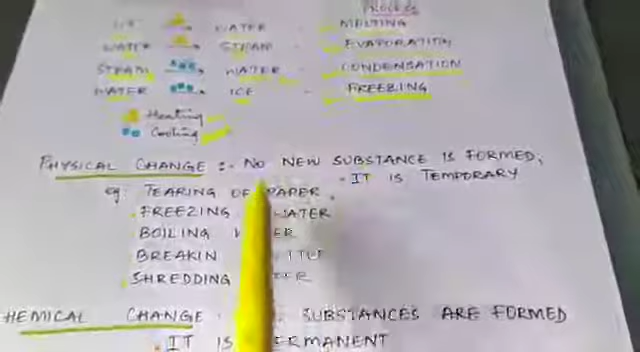 PROCESS
ICE WATER - MELTING
WATER STEAM - EVAPORATION
STEAM WATER - CONDENSATION
WATER ICE - FREEZING
Heating
Cooling
PHYSICAL CHANGE :- NO NEW SUBSTANCE IS FORMED,
- IT IS TEMPORARY
eg: TEARING OF PAPER,
FREEZING WATER
BOILING
BREAKIN
SHREDDING
HEMICAL CHANGE SUBSTANCES ARE FORMED
IT IS ERMANENT